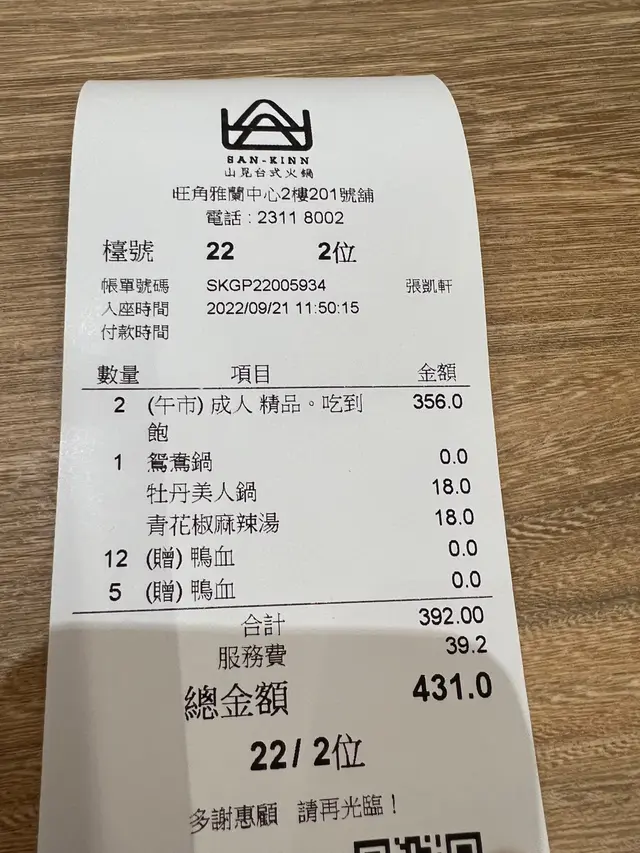 SAN-KINN
山見台式火鍋
旺角雅蘭中心2樓201號舖
電話 : 2311 8002
檯號 22 2位
帳單號碼 SKGP22005934 張凱軒
入座時間 2022/09/21 11:50:15
付款時間
數量 項目 金額
2 (午市) 成人 精品。吃到 356.0
飽
1 鴛鴦鍋 0.0
牡丹美人鍋 18.0
青花椒麻辣湯 18.0
12 (贈) 鴨血 0.0
5 (贈) 鴨血 0.0
合計 392.00
服務費 39.2
總金額 431.0
22/ 2位
多謝惠顧 請再光臨！